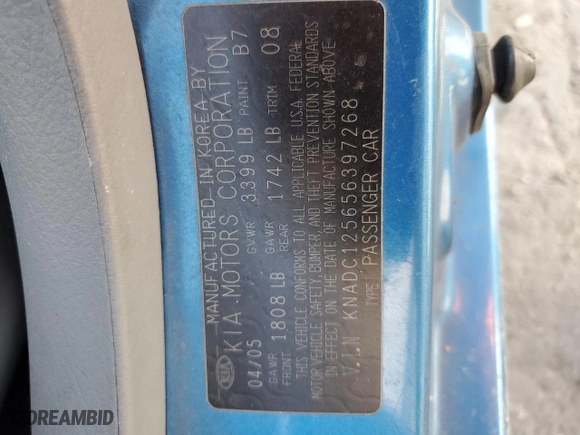 MANUFACTURED IN KOREA BY
KIA MOTORS CORPORATION
KIA
04/05 GVWR 3399 LB PAINT B7
GAWR FRONT 1808 LB GAWR REAR 1742 LB TRIM 08
THIS VEHICLE CONFORMS TO ALL APPLICABLE U.S.A. FEDERAL
MOTOR VEHICLE SAFETY, BUMPER, AND THEFT PREVENTION STANDARDS
IN EFFECT ON THE DATE OF MANUFACTURE SHOWN ABOVE
V.I.N KNADC125656397268
TYPE: PASSENGER CAR